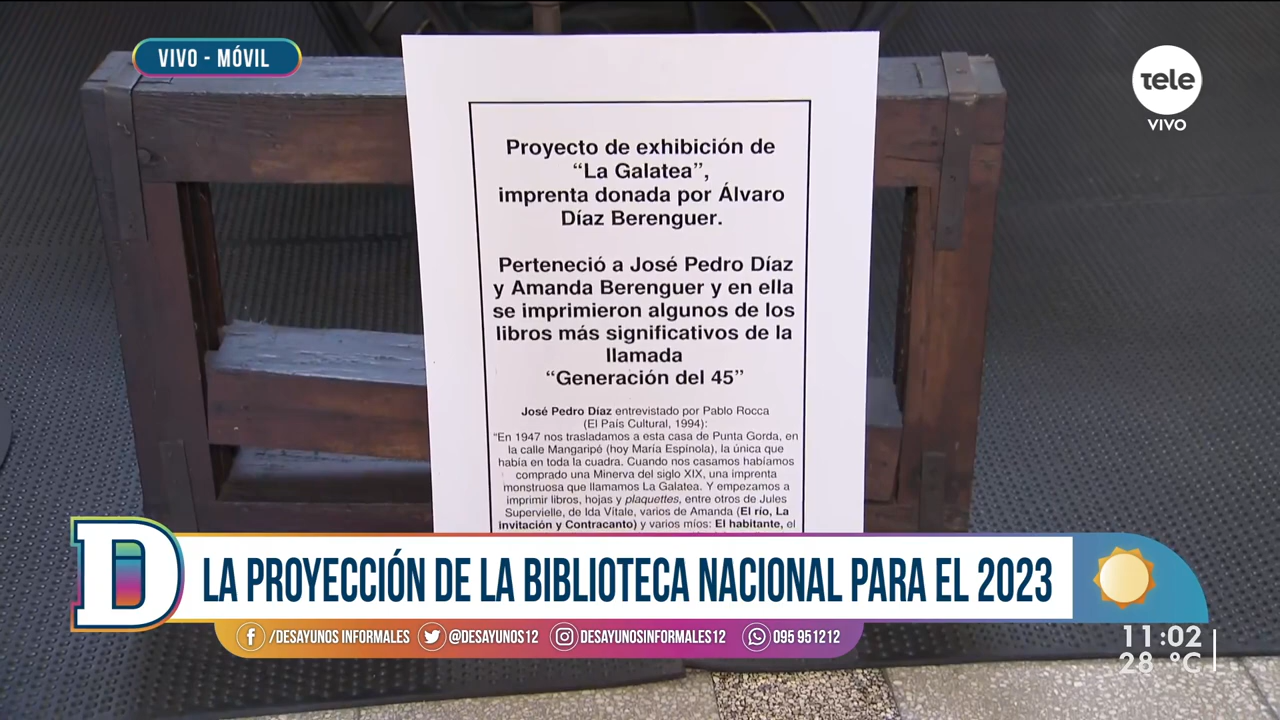 VIVO - MÓVIL
tele
VIVO
Proyecto de exhibición de
“La Galatea”,
imprenta donada por Álvaro
Díaz Berenguer.
Perteneció a José Pedro Díaz
y Amanda Berenguer y en ella
se imprimieron algunos de los
libros más significativos de la
llamada
“Generación del 45”
José Pedro Díaz entrevistado por Pablo Rocca
(El País Cultural, 1994):
“En 1947 nos trasladamos a esta casa de Punta Gorda, en
la calle Mangaripé (hoy María Espínola), la única que
había en toda la cuadra. Cuando nos casamos habíamos
comprado una Minerva del siglo XIX, una imprenta
monstruosa que llamamos La Galatea. Y empezamos a
imprimir libros, hojas y plaquettes, entre otros de Jules
Supervielle, de Ida Vitale, varios de Amanda (El río, La
invitación y Contracanto) y varios míos: El habitante, el
D
LA PROYECCIÓN DE LA BIBLIOTECA NACIONAL PARA EL 2023
/DESAYUNOS INFORMALES @DESAYUNOS12 DESAYUNOSINFORMALES12 095 951212
11:02
28 °C